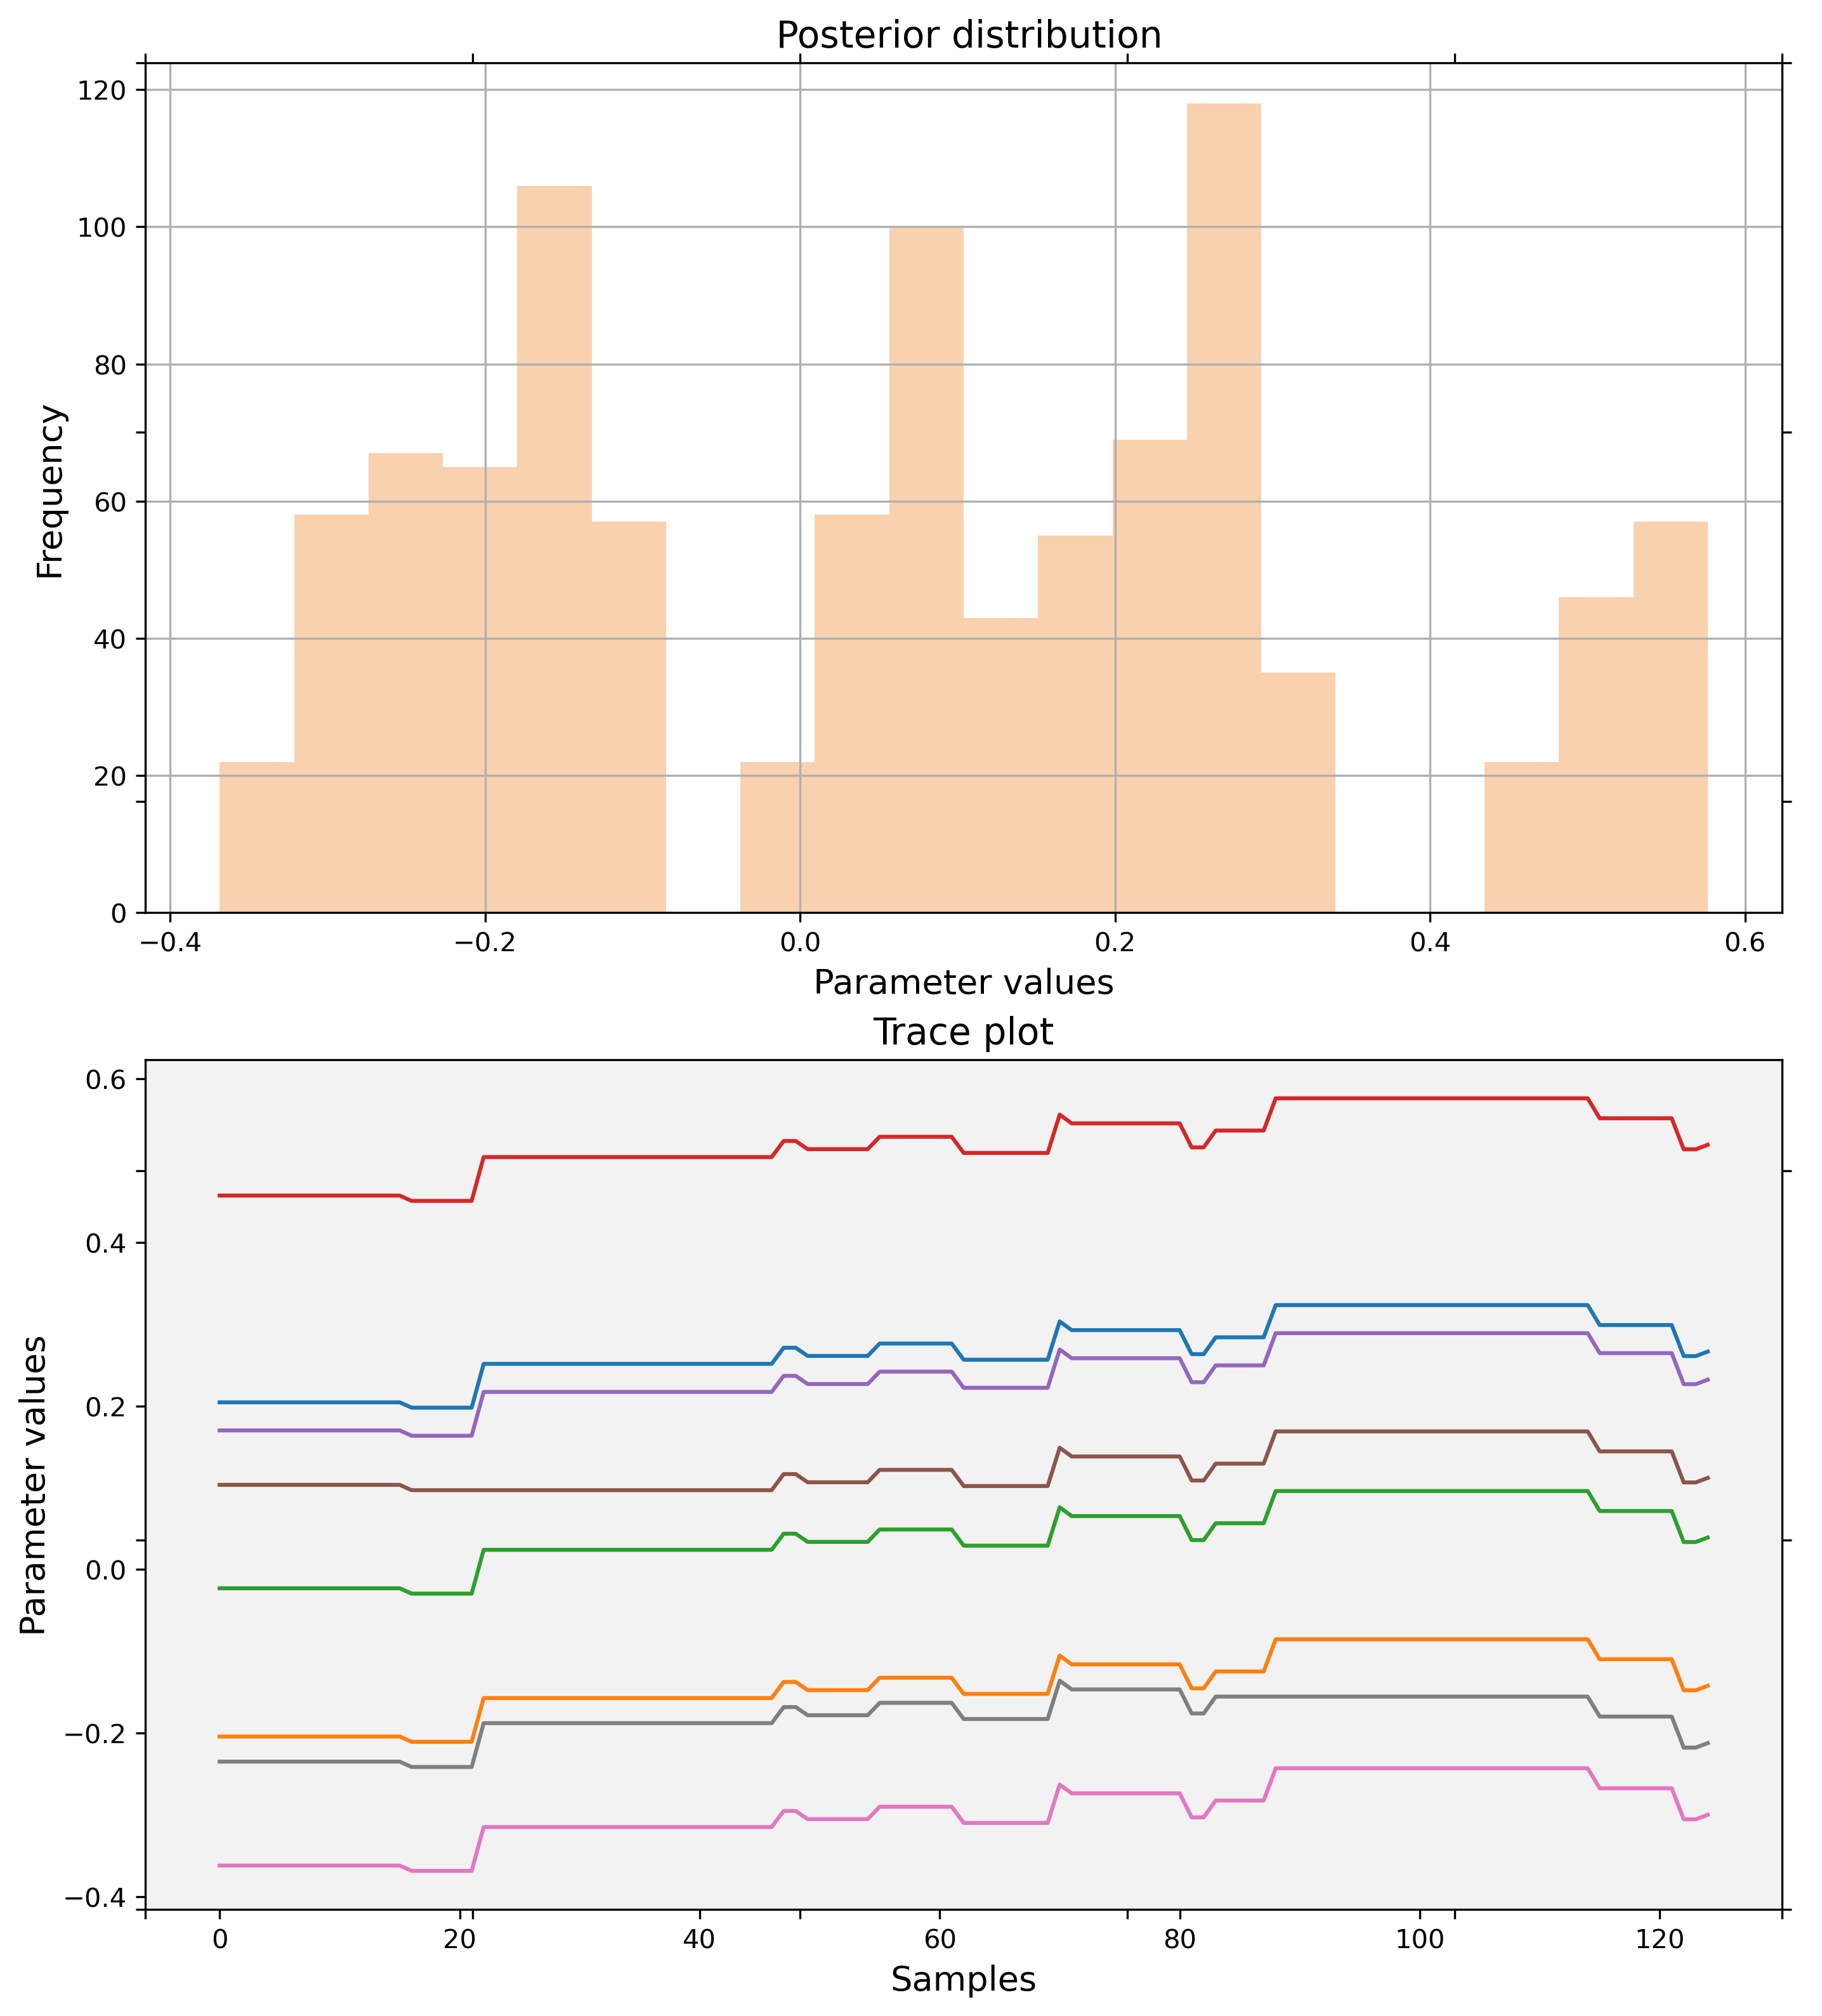 Posterior distribution
120
100
80
60
40
20
0
Frequency
−0.4 −0.2 0.0 0.2 0.4 0.6
Parameter values
Trace plot
0.6
0.4
0.2
0.0
−0.2
−0.4
Parameter values
0 20 40 60 80 100 120
Samples